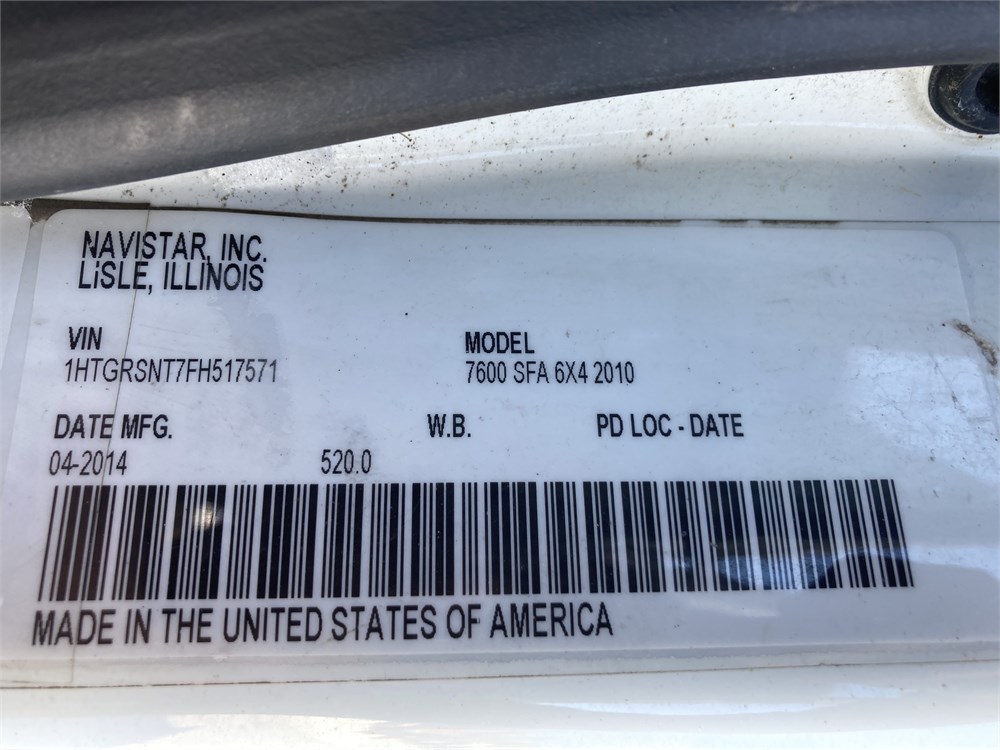 NAVISTAR, INC.
LISLE, ILLINOIS
VIN
1HTGRSNT7FH517571
MODEL
7600 SFA 6X4 2010
DATE MFG.
04-2014
W.B.
520.0
PD LOC - DATE
MADE IN THE UNITED STATES OF AMERICA